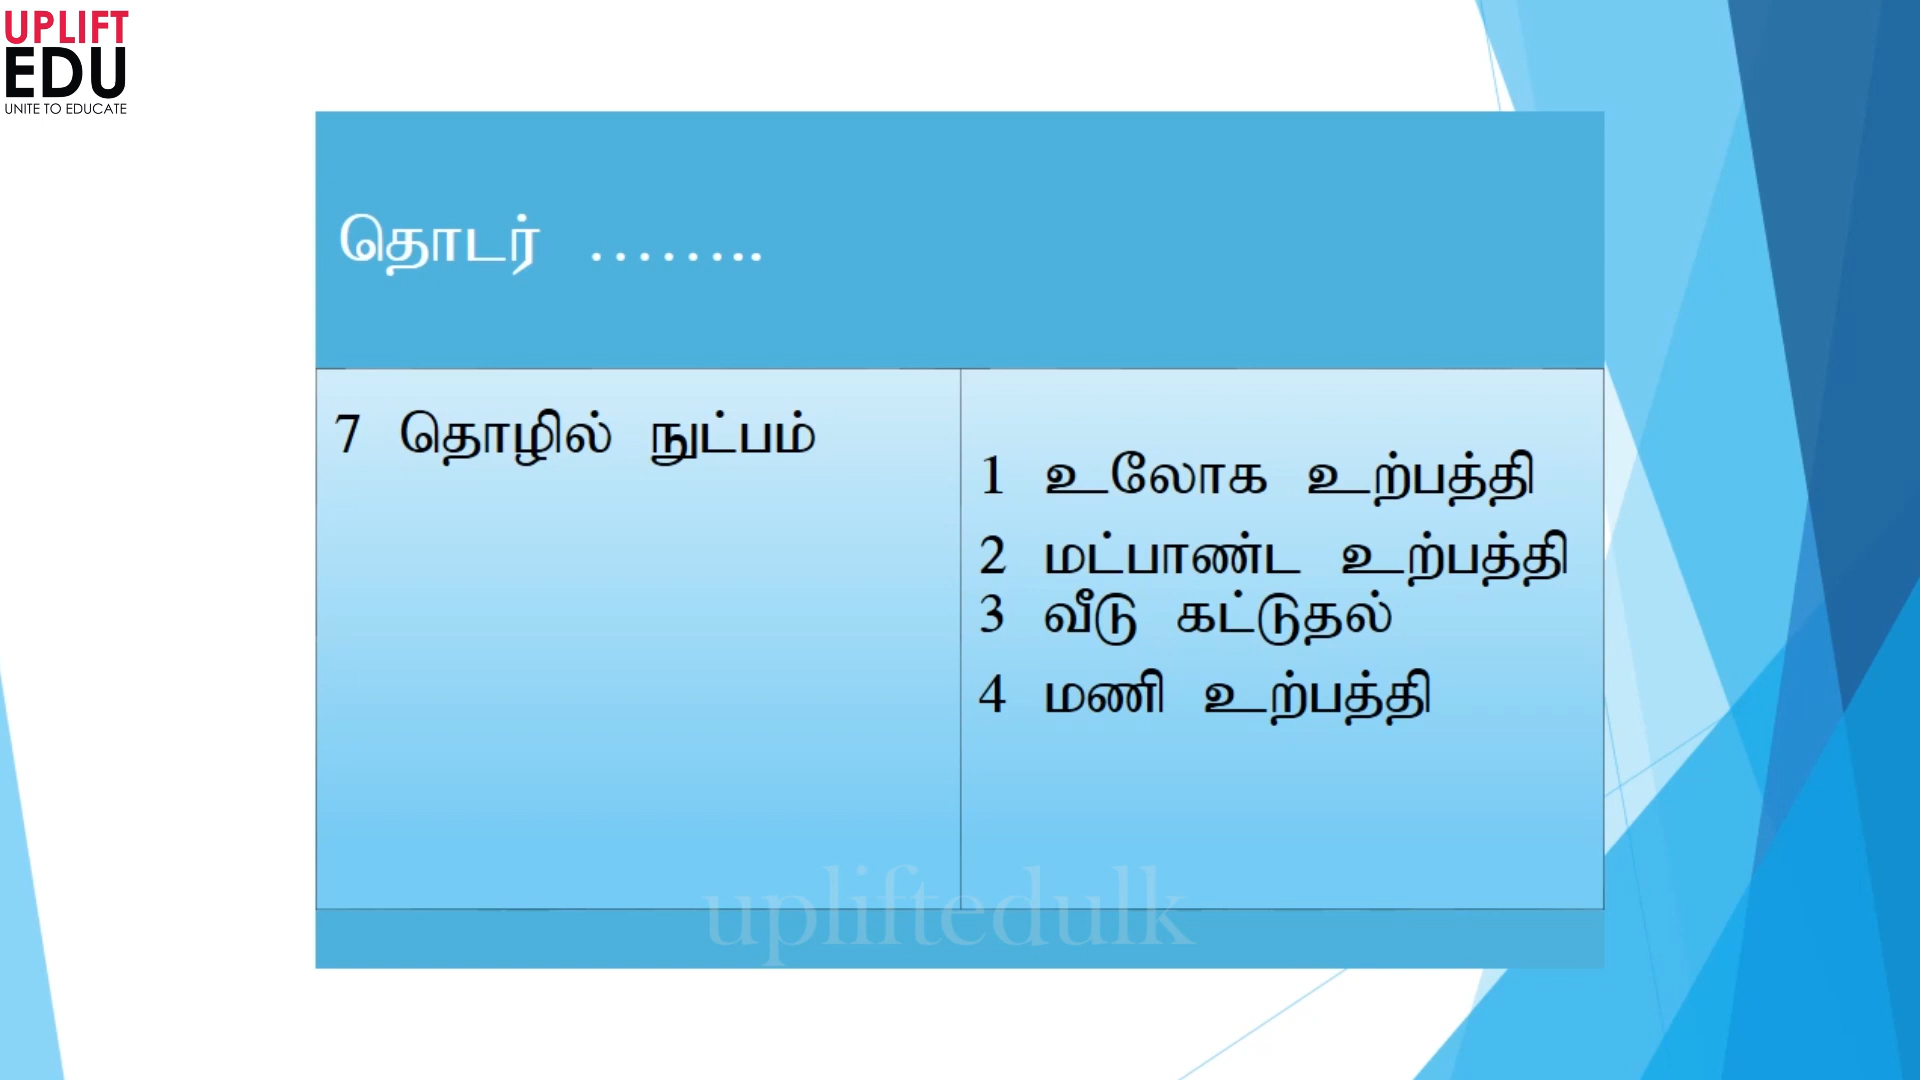 UPLIFT
EDU
UNITE TO EDUCATE
தொடர் ……..
7 தொழில் நுட்பம்
1 உலோக உற்பத்தி
2 மட்பாண்ட உற்பத்தி
3 வீடு கட்டுதல்
4 மணி உற்பத்தி
upliftedulk